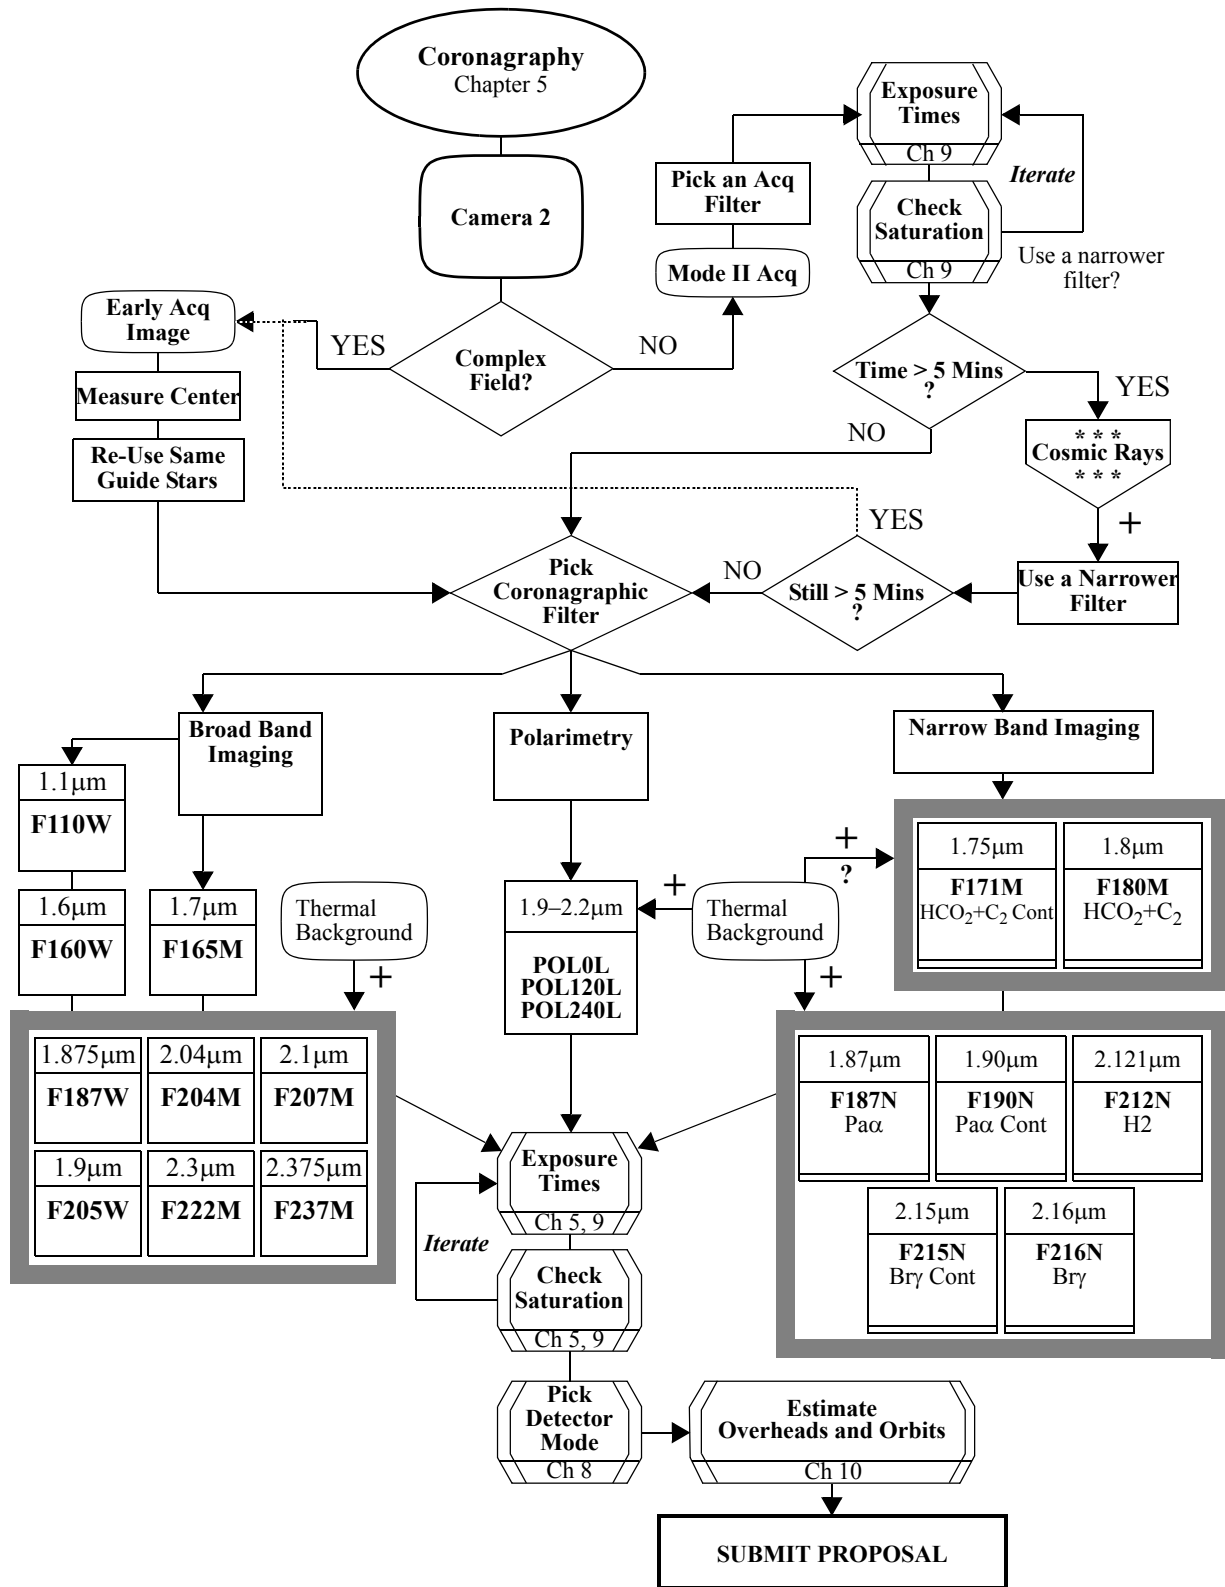 Coronagraphy
Chapter 5
Camera 2
Complex
Field?
YES
NO
Early Acq
Image
Measure Center
Re-Use Same
Guide Stars
Mode II Acq
Pick an Acq
Filter
Exposure
Times
Ch 9
Iterate
Check
Saturation
Ch 9
Use a narrower
filter?
Time > 5 Mins
?
YES
NO
* * *
Cosmic Rays
* * *
+
Use a Narrower
Filter
Still > 5 Mins
?
YES
NO
Pick
Coronagraphic
Filter
Broad Band
Imaging
Polarimetry
Narrow Band Imaging
1.1μm
F110W
1.6μm
F160W
1.7μm
F165M
Thermal
Background
+
1.875μm
F187W
2.04μm
F204M
2.1μm
F207M
1.9μm
F205W
2.3μm
F222M
2.375μm
F237M
1.9–2.2μm
POL0L
POL120L
POL240L
+
Thermal
Background
+
?
+
1.75μm
F171M
HCO2+C2 Cont
1.8μm
F180M
HCO2+C2
1.87μm
F187N
Paα
1.90μm
F190N
Paα Cont
2.121μm
F212N
H2
2.15μm
F215N
Brγ Cont
2.16μm
F216N
Brγ
Exposure
Times
Ch 5, 9
Iterate
Check
Saturation
Ch 5, 9
Pick
Detector
Mode
Ch 8
Estimate
Overheads and Orbits
Ch 10
SUBMIT PROPOSAL